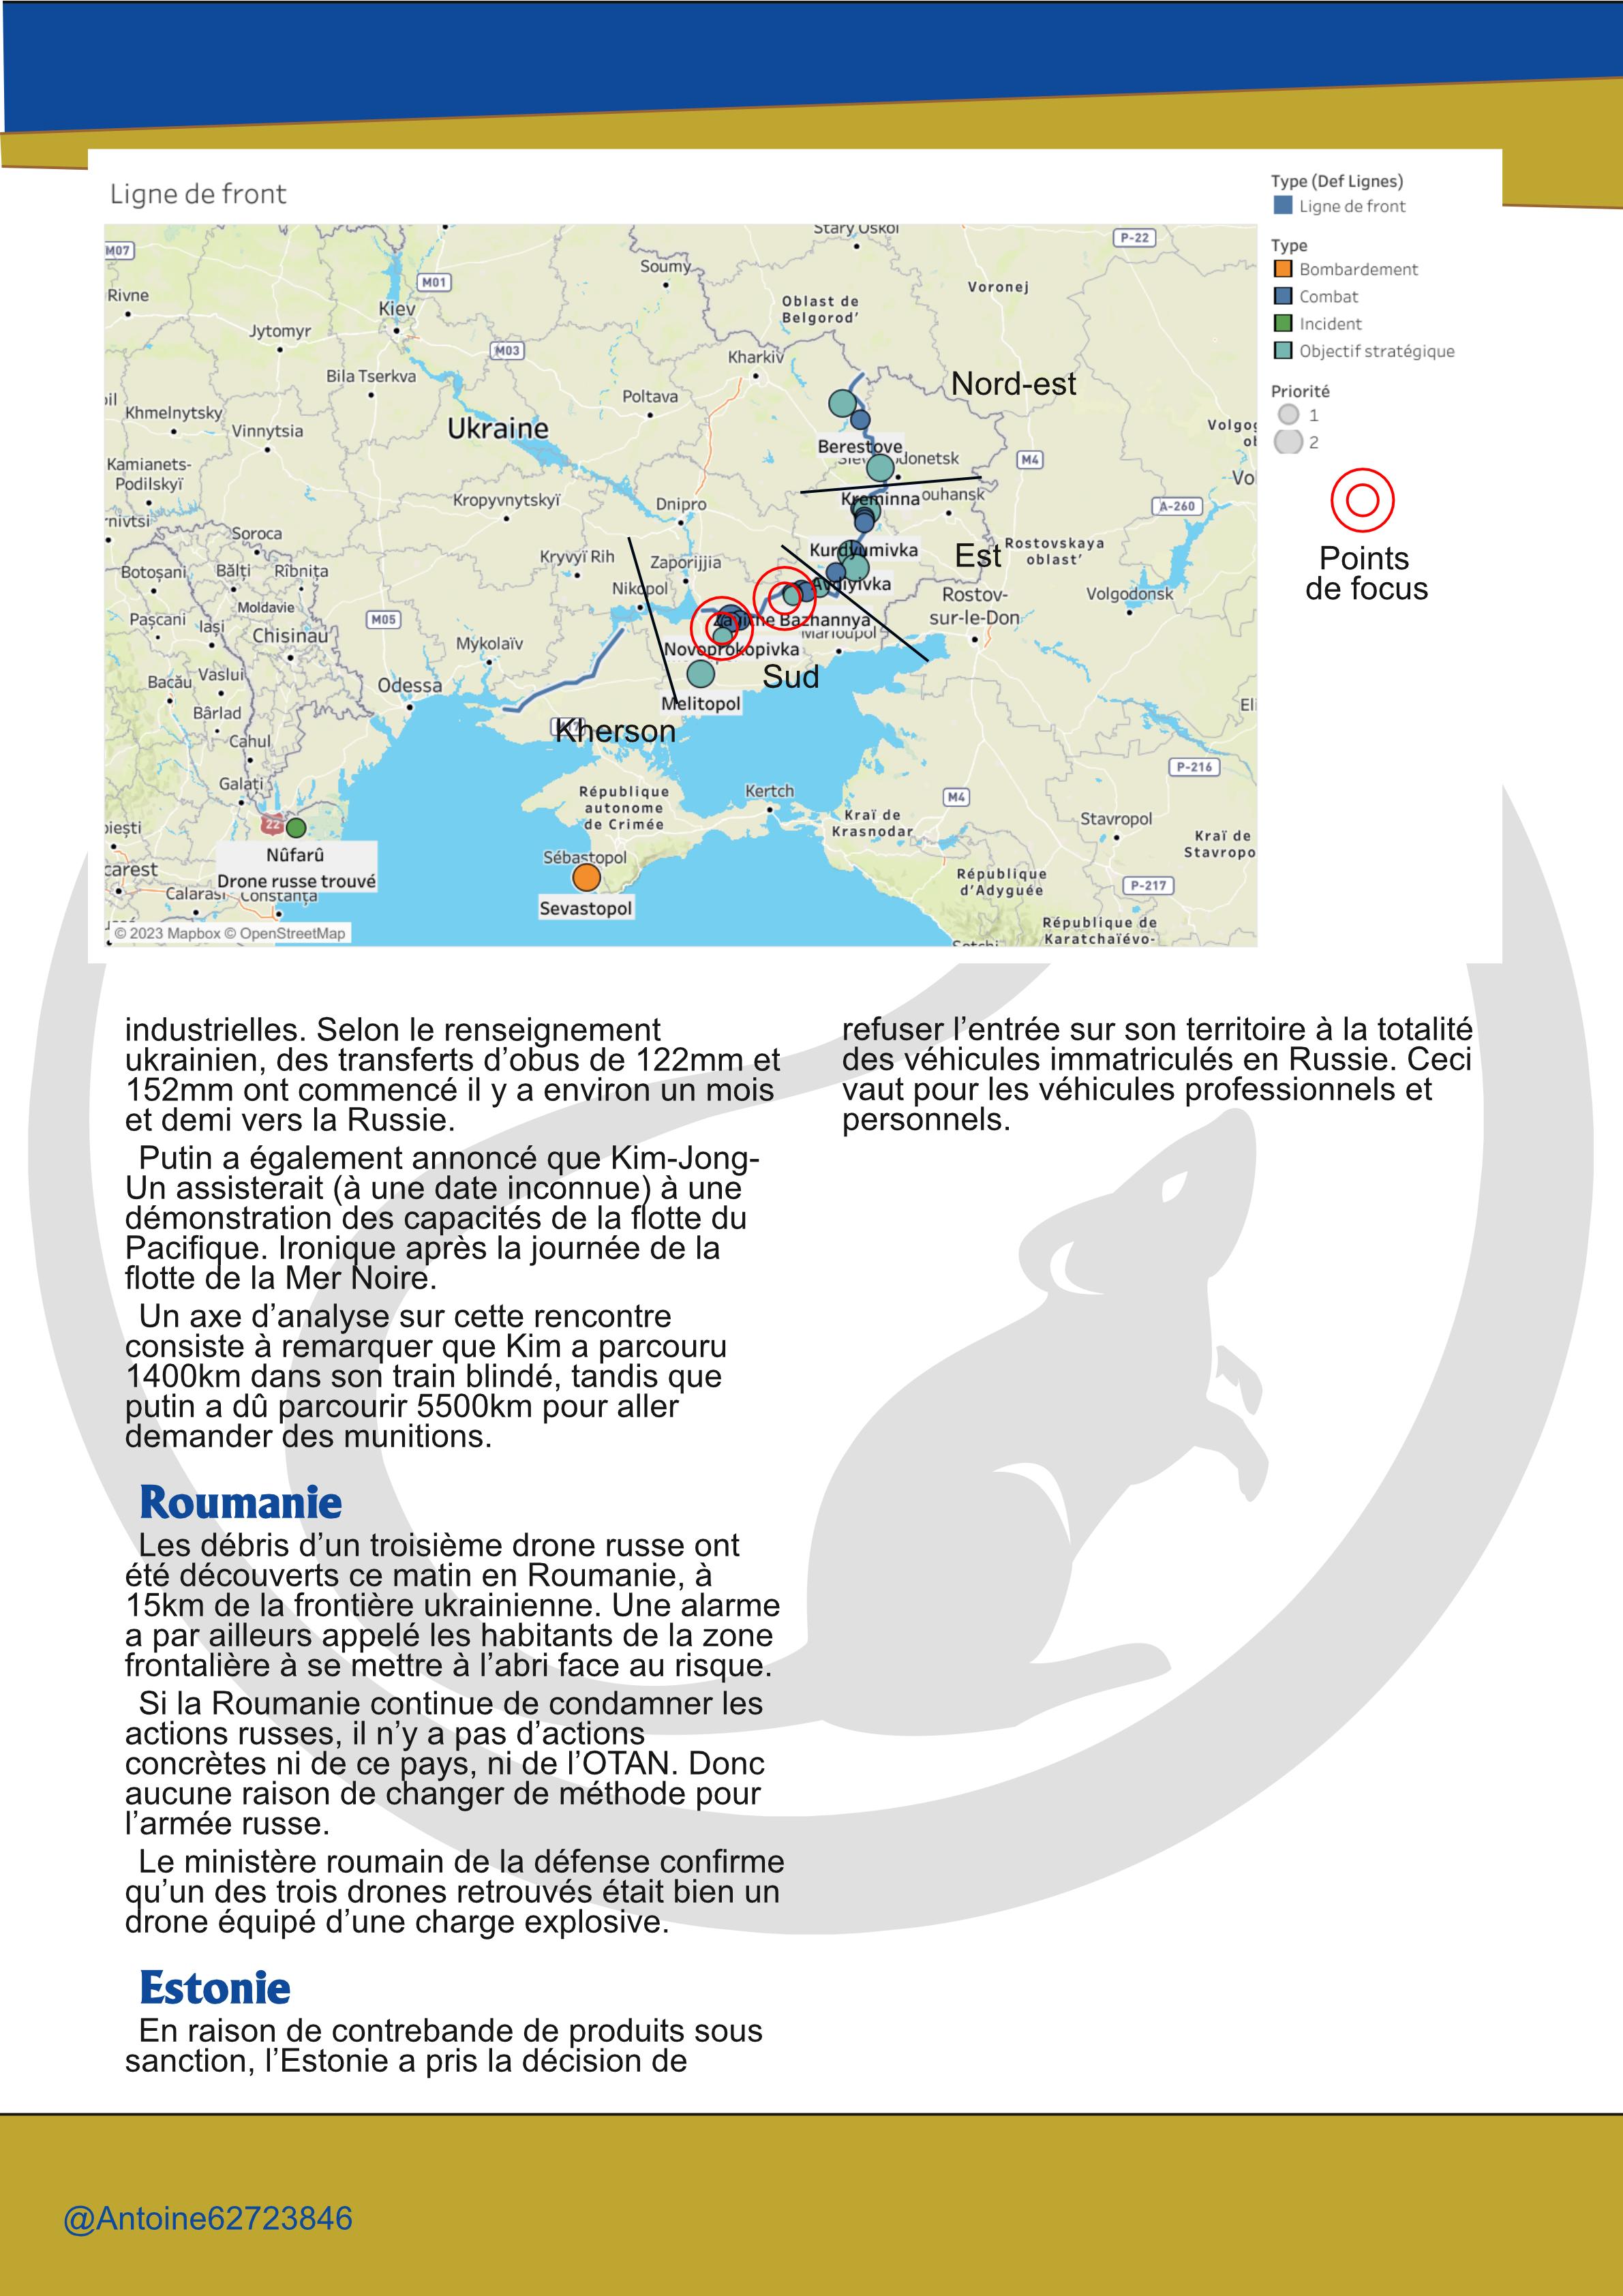 Ligne de front
Type (Def Lignes)
Ligne de front
Type
Bombardement
Combat
Incident
Objectif stratégique
Priorité
1
2
Points
de focus
M07
Stary Oskol
P-22
Soumy
M01
Rivne
Voronej
Oblast de
Belgorod'
Kiev
Jytomyr
M03
Kharkiv
Bila Tserkva
Nord-est
Poltava
Khmelnytsky
Vinnytsia
Ukraine
Berestove
Kamianets-
Podilskyï
M4
Kropyvnytskyï
Dnipro
Kreminna
A-260
Soroca
Kryvyï Rih
Zaporijjia
Kurdyumivka
Est
Rostovskaya
oblast'
Botoșani
Bălți
Rîbnița
Nikopol
Avdiyivka
Moldavie
Rostov-
sur-le-Don
Volgodonsk
Pașcani
Iași
Chisinau
M05
Bazhannya
Marioupol
Mykolaïv
Novoprokopivka
Bacău
Vaslui
Odessa
Sud
Melitopol
Bârlad
Kherson
Cahul
P-216
Galați
République
autonome
de Crimée
Kertch
M4
Kraï de
Krasnodar
Stavropol
22
Kraï de
Stavropo
Nûfarû
Drone russe trouvé
Sébastopol
Sevastopol
République
d'Adyguée
P-217
Calarasi
Constanța
République de
Karatchaïévo-
Sotchi
© 2023 Mapbox © OpenStreetMap
industrielles. Selon le renseignement
ukrainien, des transferts d’obus de 122mm et
152mm ont commencé il y a environ un mois
et demi vers la Russie.
Putin a également annoncé que Kim-Jong-
Un assisterait (à une date inconnue) à une
démonstration des capacités de la flotte du
Pacifique. Ironique après la journée de la
flotte de la Mer Noire.
Un axe d’analyse sur cette rencontre
consiste à remarquer que Kim a parcouru
1400km dans son train blindé, tandis que
putin a dû parcourir 5500km pour aller
demander des munitions.
Roumanie
Les débris d’un troisième drone russe ont
été découverts ce matin en Roumanie, à
15km de la frontière ukrainienne. Une alarme
a par ailleurs appelé les habitants de la zone
frontalière à se mettre à l’abri face au risque.
Si la Roumanie continue de condamner les
actions russes, il n’y a pas d’actions
concrètes ni de ce pays, ni de l’OTAN. Donc
aucune raison de changer de méthode pour
l’armée russe.
Le ministère roumain de la défense confirme
qu’un des trois drones retrouvés était bien un
drone équipé d’une charge explosive.
Estonie
En raison de contrebande de produits sous
sanction, l’Estonie a pris la décision de
refuser l’entrée sur son territoire à la totalité
des véhicules immatriculés en Russie. Ceci
vaut pour les véhicules professionnels et
personnels.
@Antoine62723846